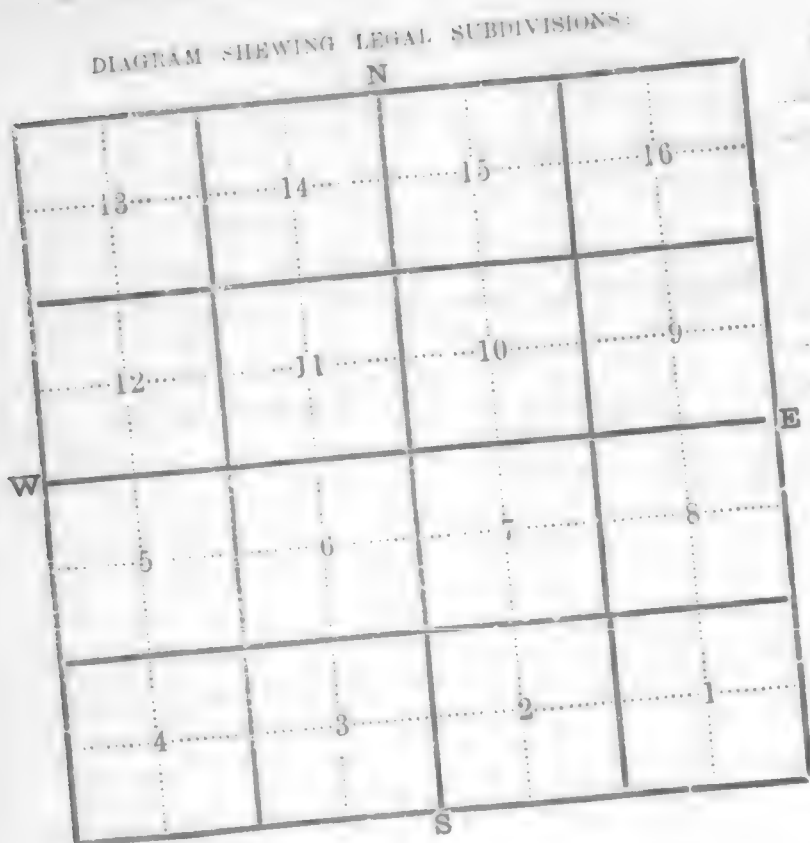 DIAGRAM SHEWING LEGAL SUBDIVISIONS:
N
13 14 15 16
12 11 10 9
W E
5 6 7 8
4 3 2 1
S